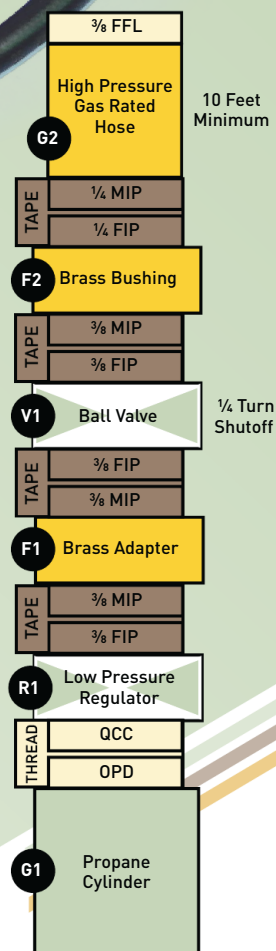 ⅜ FFL
High Pressure
Gas Rated
Hose
10 Feet
Minimum
G2
TAPE
¼ MIP
¼ FIP
F2
Brass Bushing
TAPE
⅜ MIP
⅜ FIP
V1
Ball Valve
¼ Turn
Shutoff
TAPE
⅜ FIP
⅜ MIP
F1
Brass Adapter
TAPE
⅜ MIP
⅜ FIP
R1
Low Pressure
Regulator
THREAD
QCC
OPD
G1
Propane
Cylinder